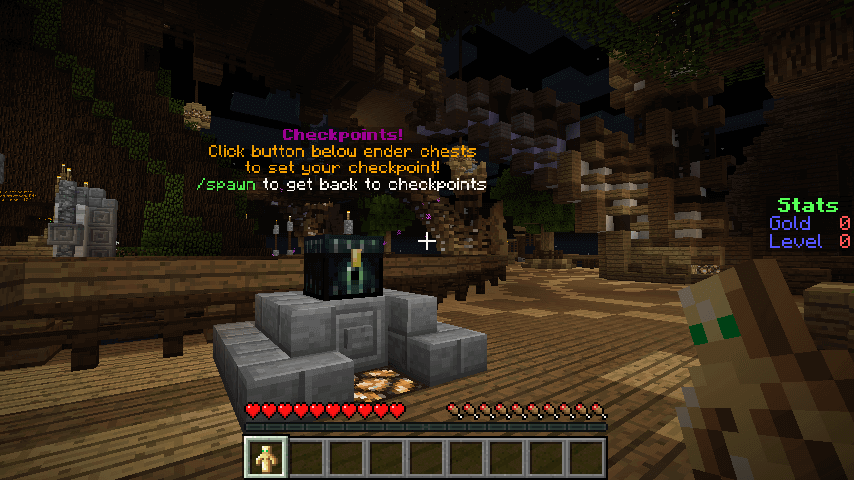 Checkpoints!
Click button below ender chests
to set your checkpoint!
/spawn to get back to checkpoints
Stats
Gold 0
Level 0